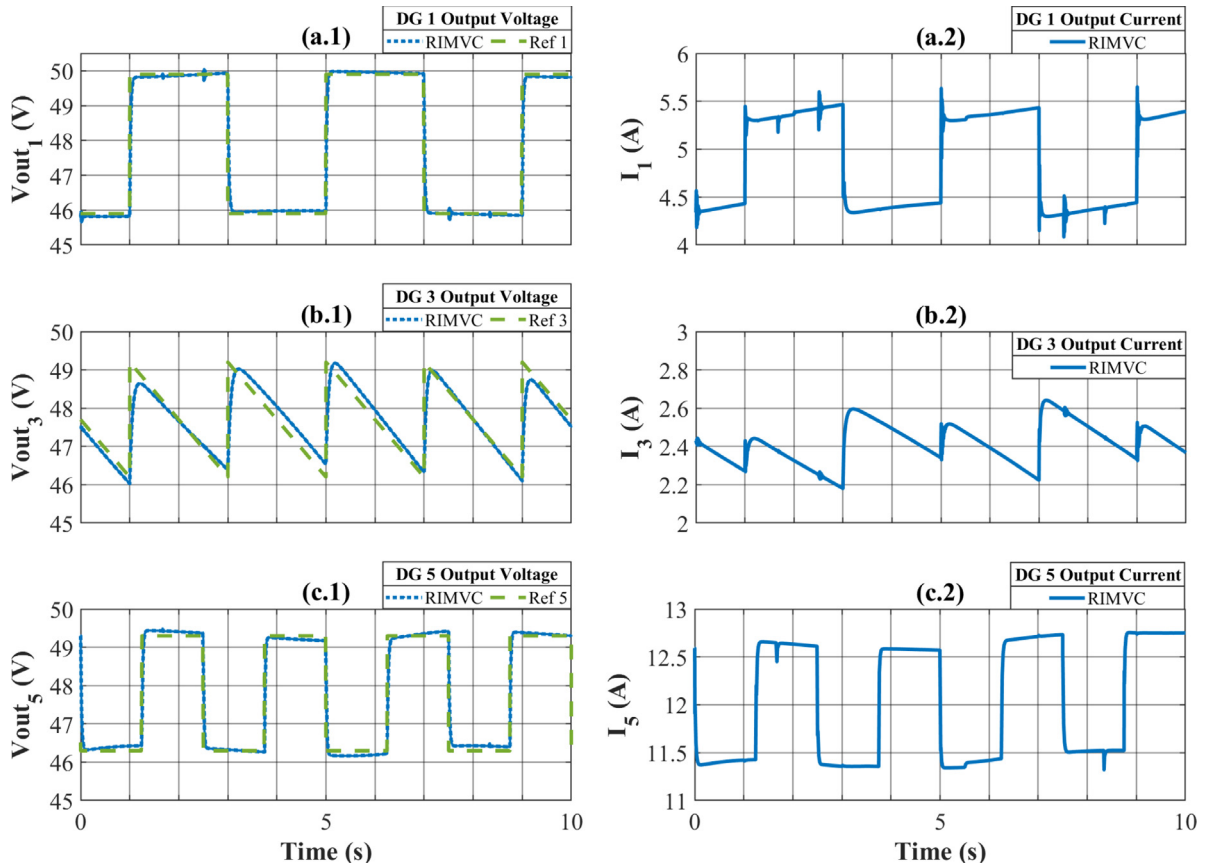 DG 1 Output Voltage
(a.1)
RIMVC Ref 1
50
49
48
47
46
45
Vout1 (V)
DG 1 Output Current
(a.2)
RIMVC
6
5.5
5
4.5
4
I1 (A)
DG 3 Output Voltage
(b.1)
RIMVC Ref 3
50
49
48
47
46
45
Vout3 (V)
DG 3 Output Current
(b.2)
RIMVC
3
2.8
2.6
2.4
2.2
2
I3 (A)
DG 5 Output Voltage
(c.1)
RIMVC Ref 5
50
49
48
47
46
45
Vout5 (V)
0 5 10
Time (s)
DG 5 Output Current
(c.2)
RIMVC
13
12.5
12
11.5
11
I5 (A)
0 5 10
Time (s)